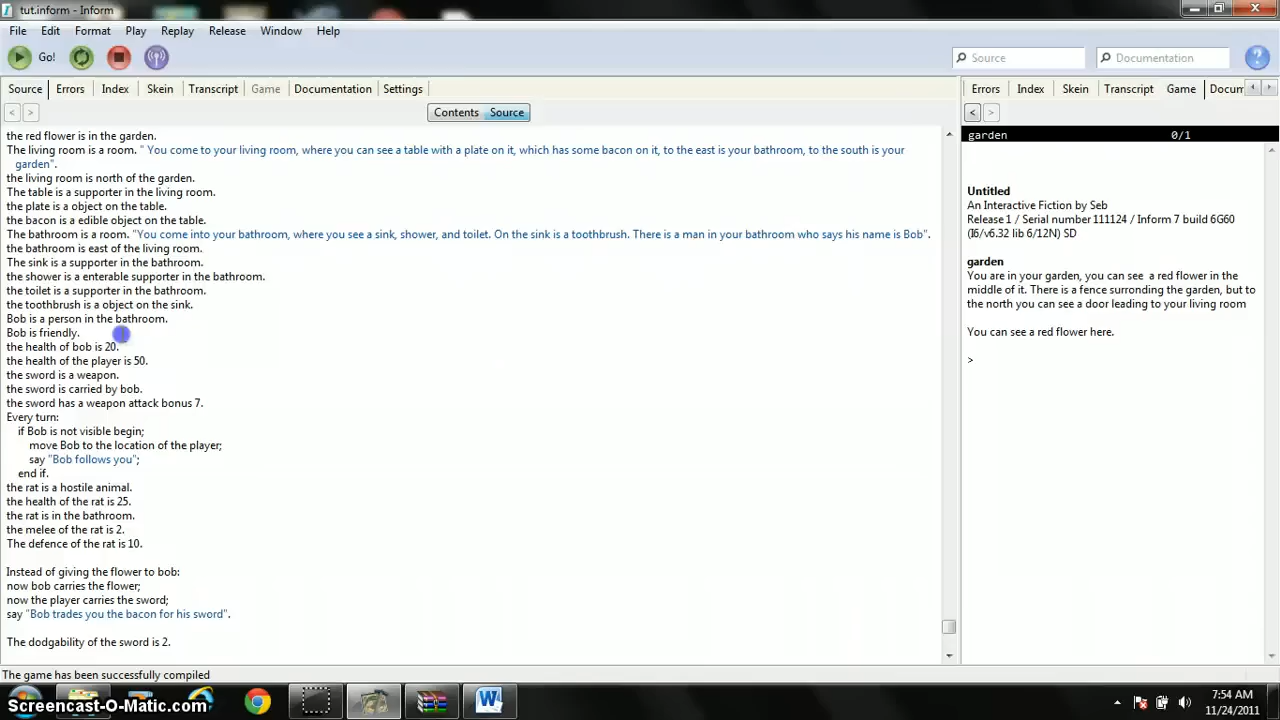 tut.inform - Inform
File Edit Format Play Replay Release Window Help
Go! Source Documentation
Source Errors Index Skein Transcript Game Documentation Settings
Errors Index Skein Transcript Game Docum
< > Contents Source < >
the red flower is in the garden.
The living room is a room. " You come to your living room, where you can see a table with a plate on it, which has some bacon on it, to the east is your bathroom, to the south is your
garden".
the living room is north of the garden.
The table is a supporter in the living room.
the plate is a object on the table.
the bacon is a edible object on the table.
The bathroom is a room. "You come into your bathroom, where you see a sink, shower, and toilet. On the sink is a toothbrush. There is a man in your bathroom who says his name is Bob".
the bathroom is east of the living room.
The sink is a supporter in the bathroom.
the shower is a enterable supporter in the bathroom.
the toilet is a supporter in the bathroom.
the toothbrush is a object on the sink.
Bob is a person in the bathroom.
Bob is friendly.
the health of bob is 20.
the health of the player is 50.
the sword is a weapon.
the sword is carried by bob.
the sword has a weapon attack bonus 7.
Every turn:
if Bob is not visible begin;
move Bob to the location of the player;
say "Bob follows you";
end if.
the rat is a hostile animal.
the health of the rat is 25.
the rat is in the bathroom.
the melee of the rat is 2.
The defence of the rat is 10.
Instead of giving the flower to bob:
now bob carries the flower;
now the player carries the sword;
say "Bob trades you the bacon for his sword".
The dodgability of the sword is 2.
garden 0/1
Untitled
An Interactive Fiction by Seb
Release 1 / Serial number 111124 / Inform 7 build 6G60
(I6/v6.32 lib 6/12N) SD
garden
You are in your garden, you can see a red flower in the
middle of it. There is a fence surronding the garden, but to
the north you can see a door leading to your living room
You can see a red flower here.
>
The game has been successfully compiled
Screencast-O-Matic.com
7:54 AM
11/24/2011